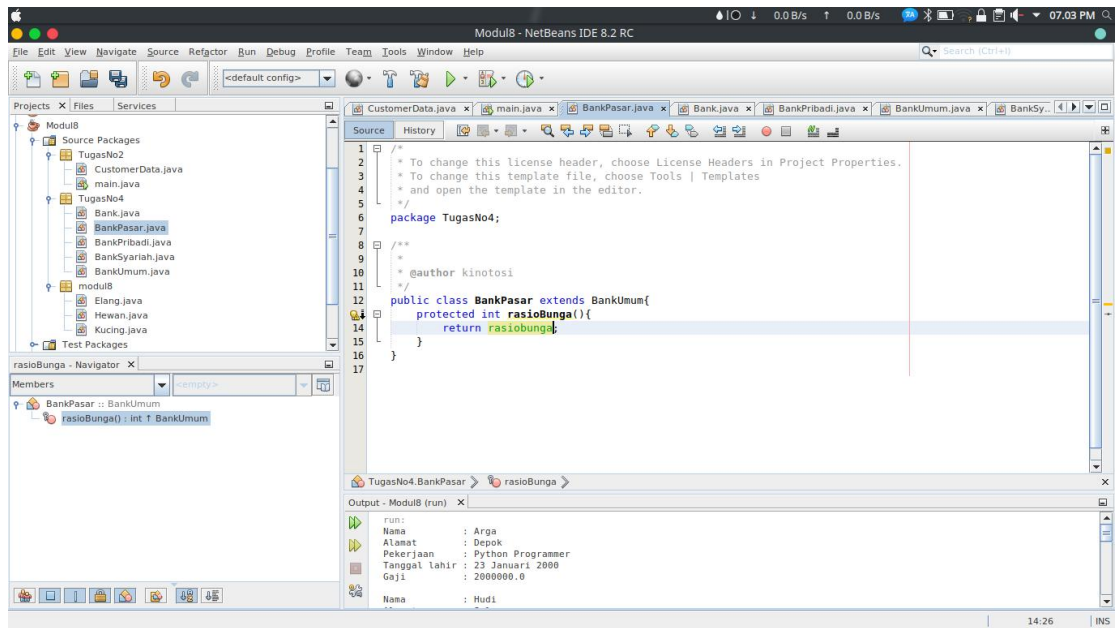 0.0 B/s ↑ 0.0 B/s 07.03 PM
Modul8 - NetBeans IDE 8.2 RC
File Edit View Navigate Source Refactor Run Debug Profile Team Tools Window Help
Search (Ctrl+I)
<default config>
Projects Files Services
CustomerData.java main.java BankPasar.java Bank.java BankPribadi.java BankUmum.java BankSy..
Source History
Modul8
Source Packages
TugasNo2
CustomerData.java
main.java
TugasNo4
Bank.java
BankPasar.java
BankPribadi.java
BankSyariah.java
BankUmum.java
modul8
Elang.java
Hewan.java
Kucing.java
Test Packages
rasioBunga - Navigator
Members <empty>
BankPasar :: BankUmum
rasioBunga() : int ↑ BankUmum
1 /*
2 * To change this license header, choose License Headers in Project Properties.
3 * To change this template file, choose Tools | Templates
4 * and open the template in the editor.
5 */
6 package TugasNo4;
7
8 /**
9 *
10 * @author kinotosi
11 */
12 public class BankPasar extends BankUmum{
protected int rasioBunga(){
14 return rasiobunga;
15 }
16 }
17
TugasNo4.BankPasar rasioBunga
Output - Modul8 (run)
run:
Nama : Arga
Alamat : Depok
Pekerjaan : Python Programmer
Tanggal lahir : 23 Januari 2000
Gaji : 2000000.0
Nama : Hudi
14:26 INS